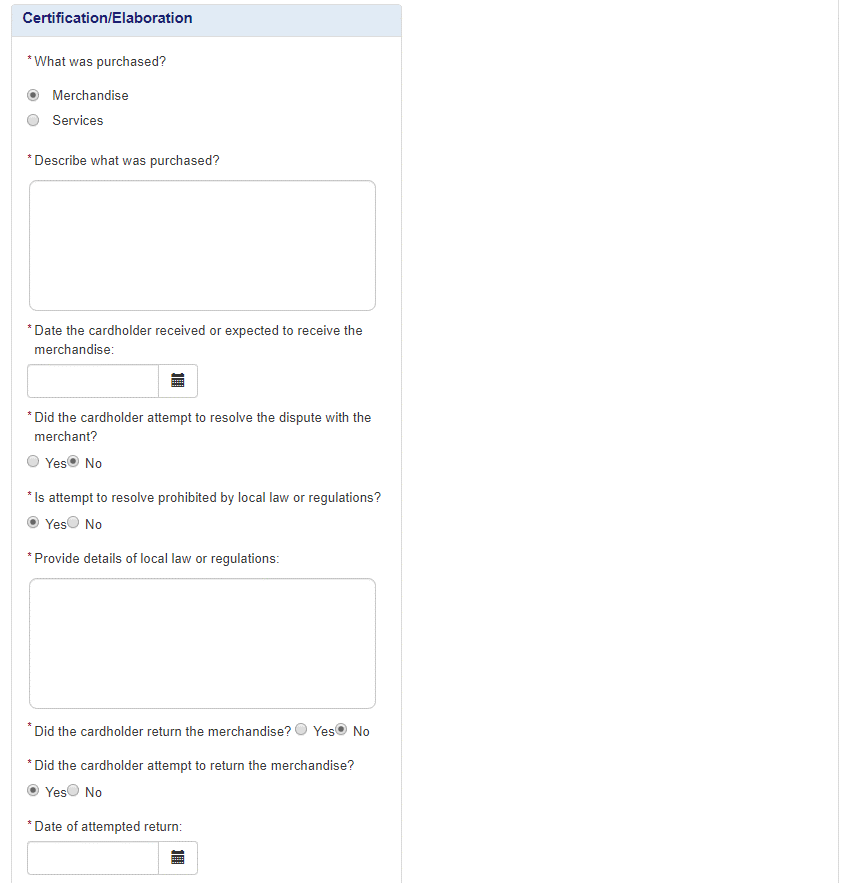 Certification/Elaboration
*What was purchased?
Merchandise
Services
*Describe what was purchased?
*Date the cardholder received or expected to receive the
merchandise:
*Did the cardholder attempt to resolve the dispute with the
merchant?
Yes No
*Is attempt to resolve prohibited by local law or regulations?
Yes No
*Provide details of local law or regulations:
*Did the cardholder return the merchandise? Yes No
*Did the cardholder attempt to return the merchandise?
Yes No
*Date of attempted return: